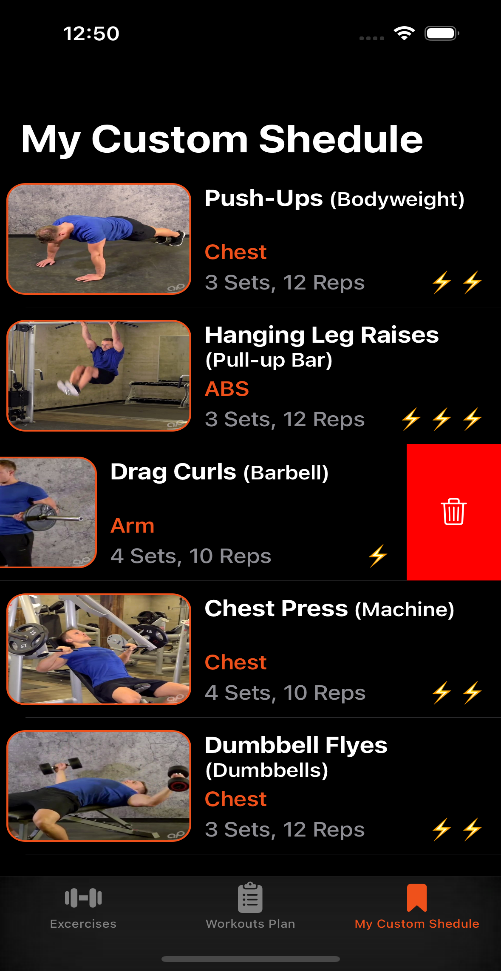 12:50
My Custom Shedule
Push-Ups (Bodyweight)
Chest
3 Sets, 12 Reps
Hanging Leg Raises
(Pull-up Bar)
ABS
3 Sets, 12 Reps
Drag Curls (Barbell)
Arm
4 Sets, 10 Reps
Chest Press (Machine)
Chest
4 Sets, 10 Reps
Dumbbell Flyes
(Dumbbells)
Chest
3 Sets, 12 Reps
Excercises
Workouts Plan
My Custom Shedule